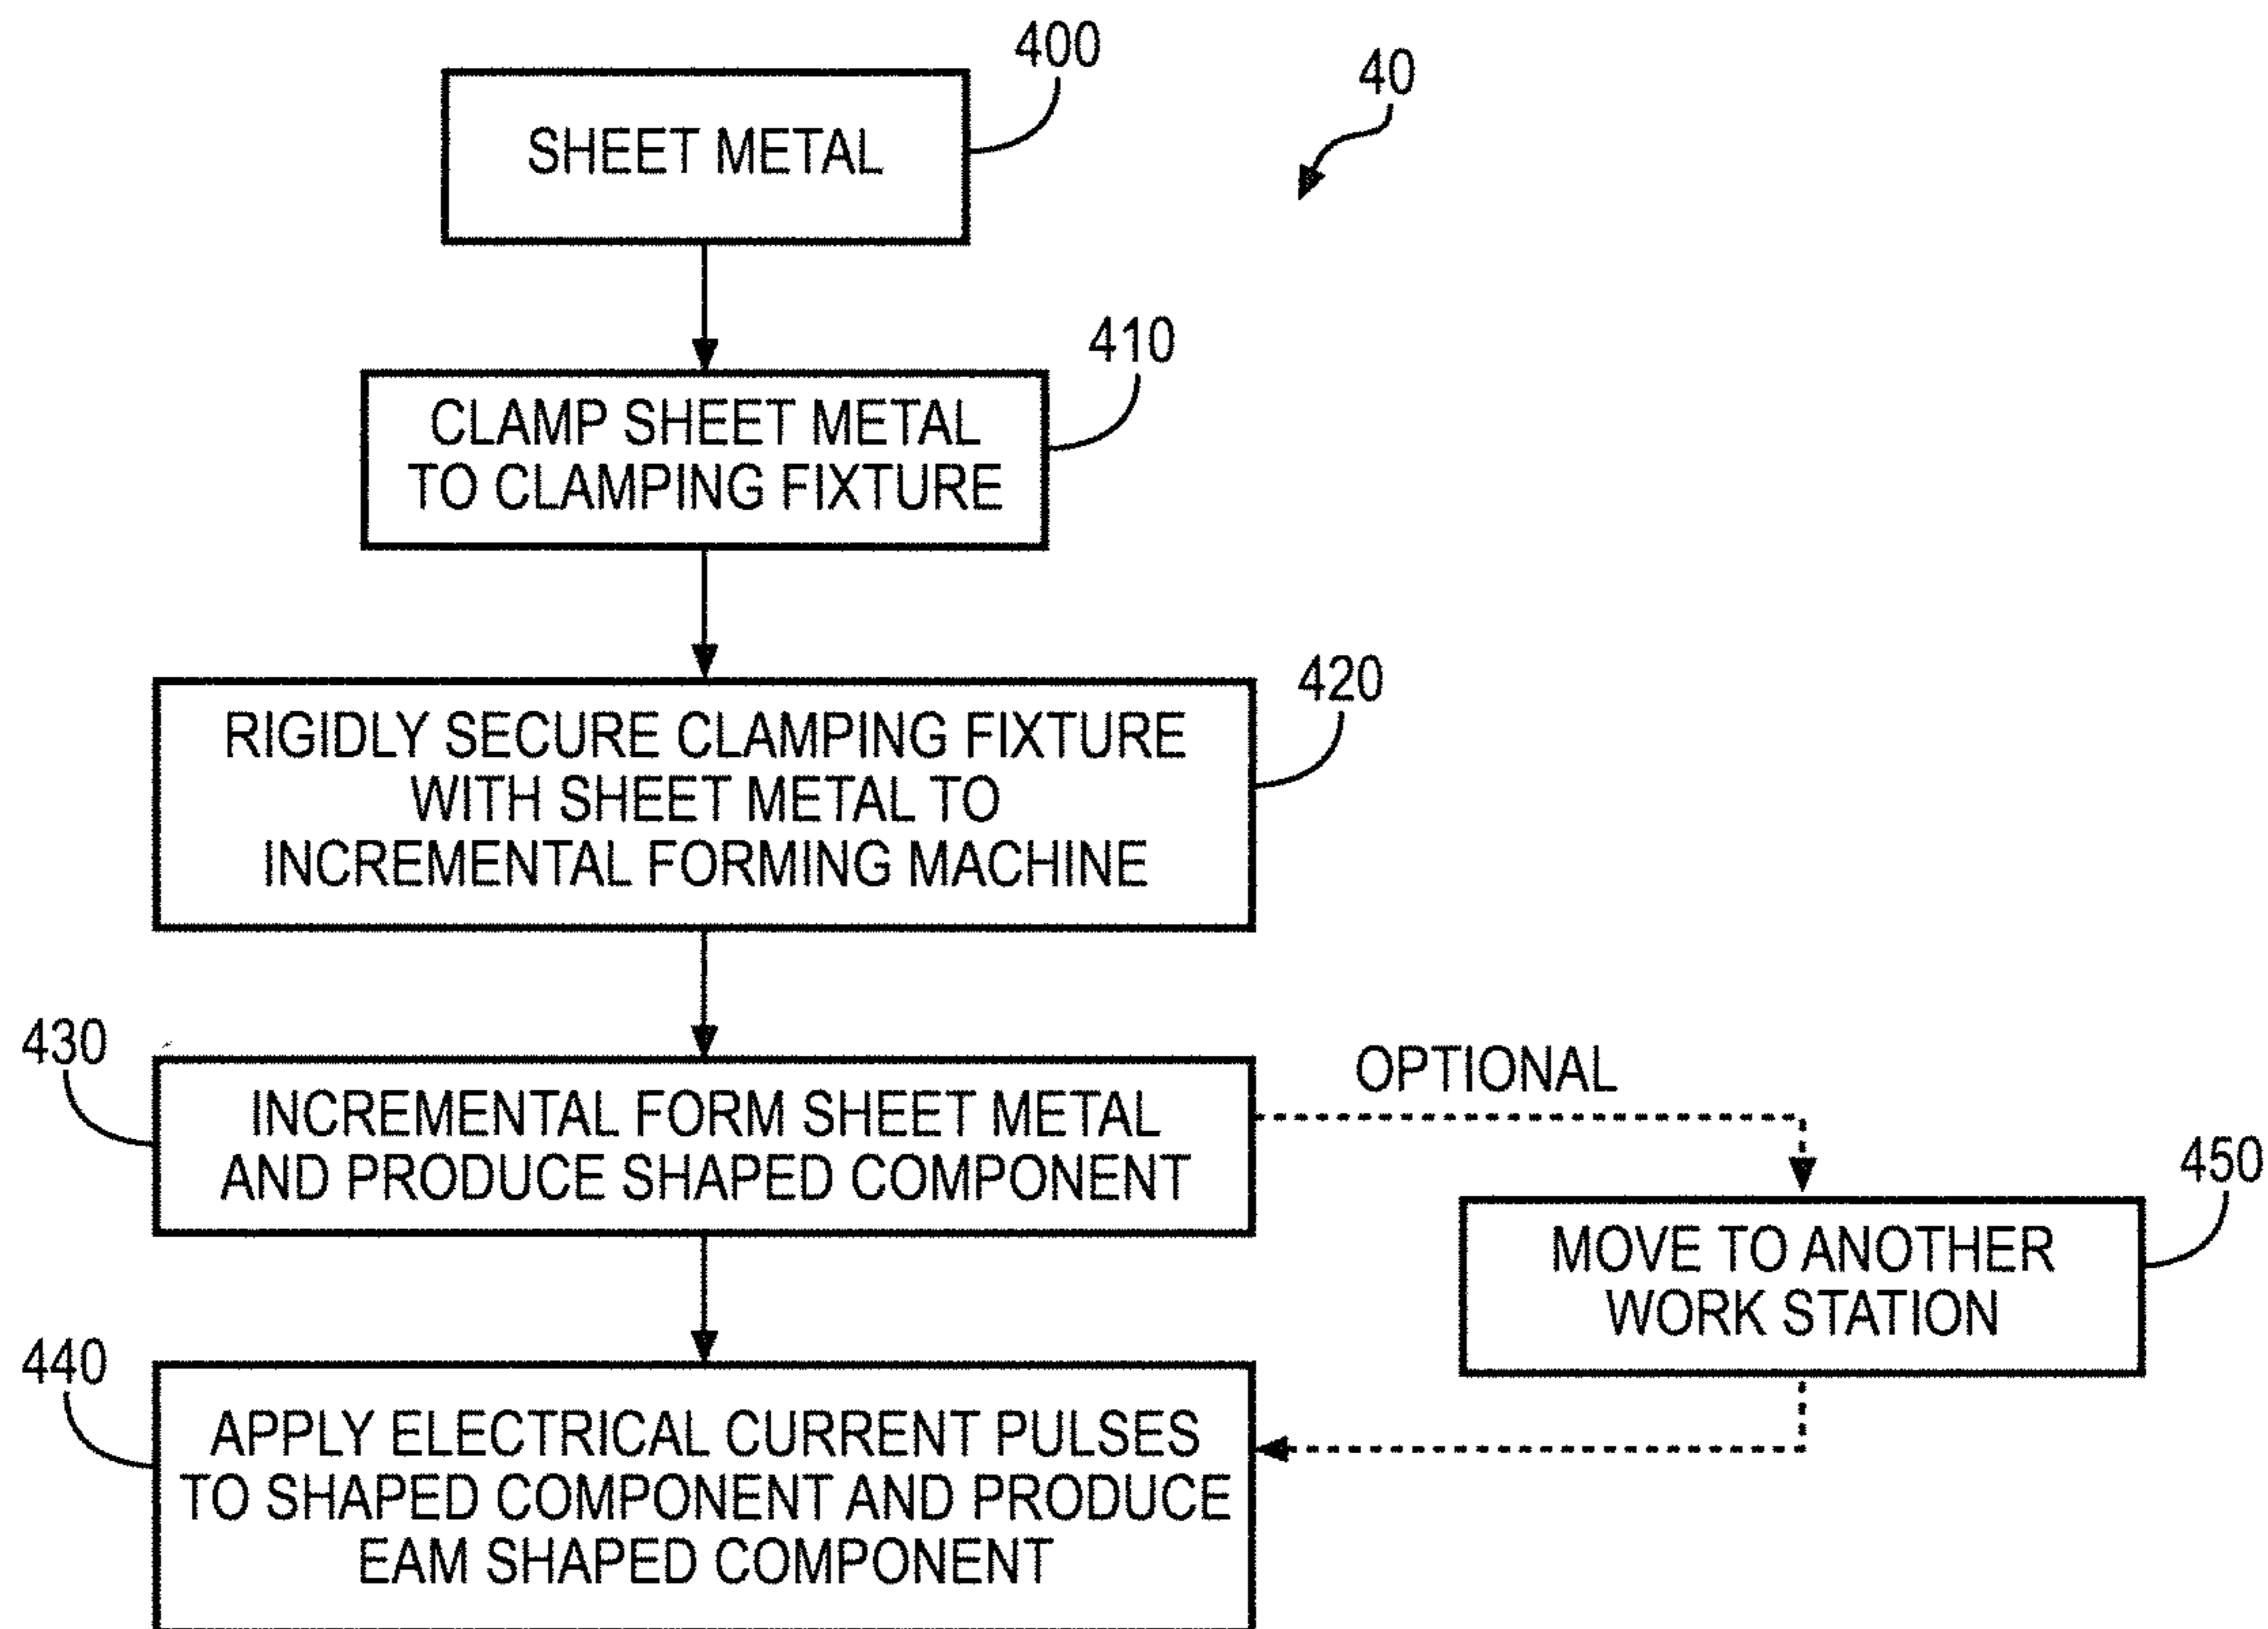 400
40
SHEET METAL
410
CLAMP SHEET METAL
TO CLAMPING FIXTURE
420
RIGIDLY SECURE CLAMPING FIXTURE
WITH SHEET METAL TO
INCREMENTAL FORMING MACHINE
430
INCREMENTAL FORM SHEET METAL
AND PRODUCE SHAPED COMPONENT
OPTIONAL
450
MOVE TO ANOTHER
WORK STATION
440
APPLY ELECTRICAL CURRENT PULSES
TO SHAPED COMPONENT AND PRODUCE
EAM SHAPED COMPONENT